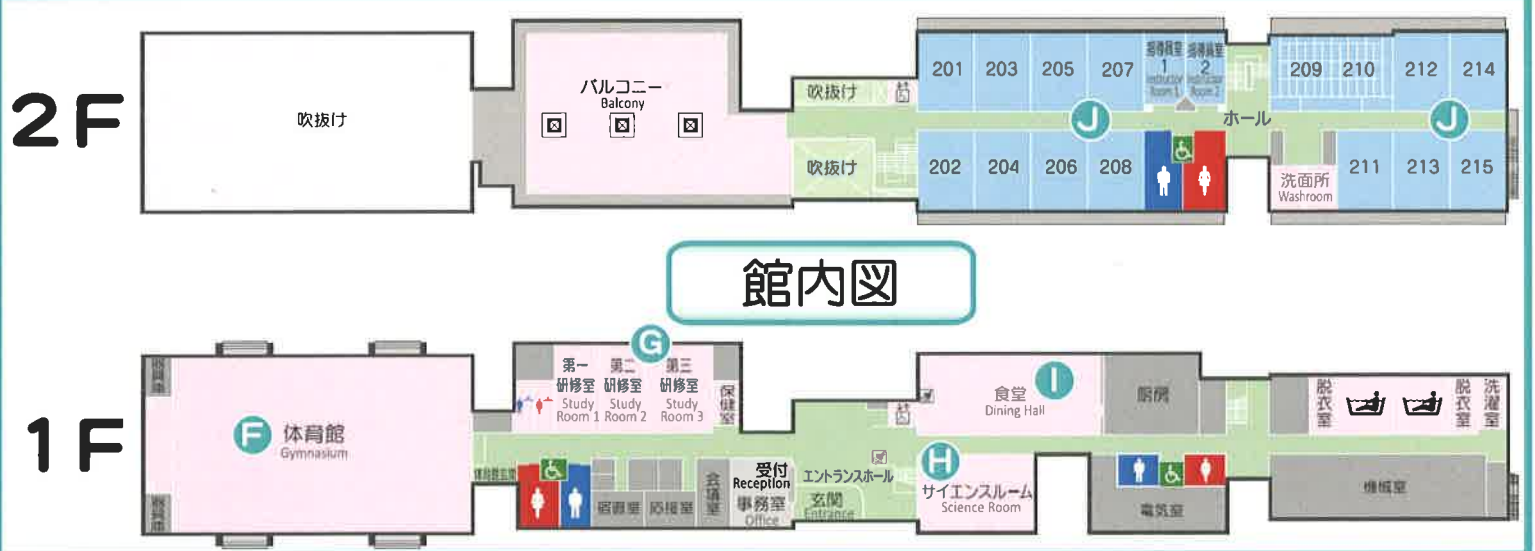 2F
吹抜け
バルコニー
Balcony
吹抜け
吹抜け
201
203
205
207
指導員室
1
Instructor
Room 1
指導員室
2
Instructor
Room 2
202
204
206
208
J
ホール
209
210
212
214
J
洗面所
Washroom
211
213
215
館内図
1F
器具庫
器具庫
F
体育館
Gymnasium
G
第一
研修室
Study
Room 1
第二
研修室
Study
Room 2
第三
研修室
Study
Room 3
保健室
宿直室
応接室
会議室
受付
Reception
事務室
Office
エントランスホール
玄関
Entrance
食堂
Dining Hall
I
厨房
H
サイエンスルーム
Science Room
電気室
脱衣室
脱衣室
洗濯室
機械室